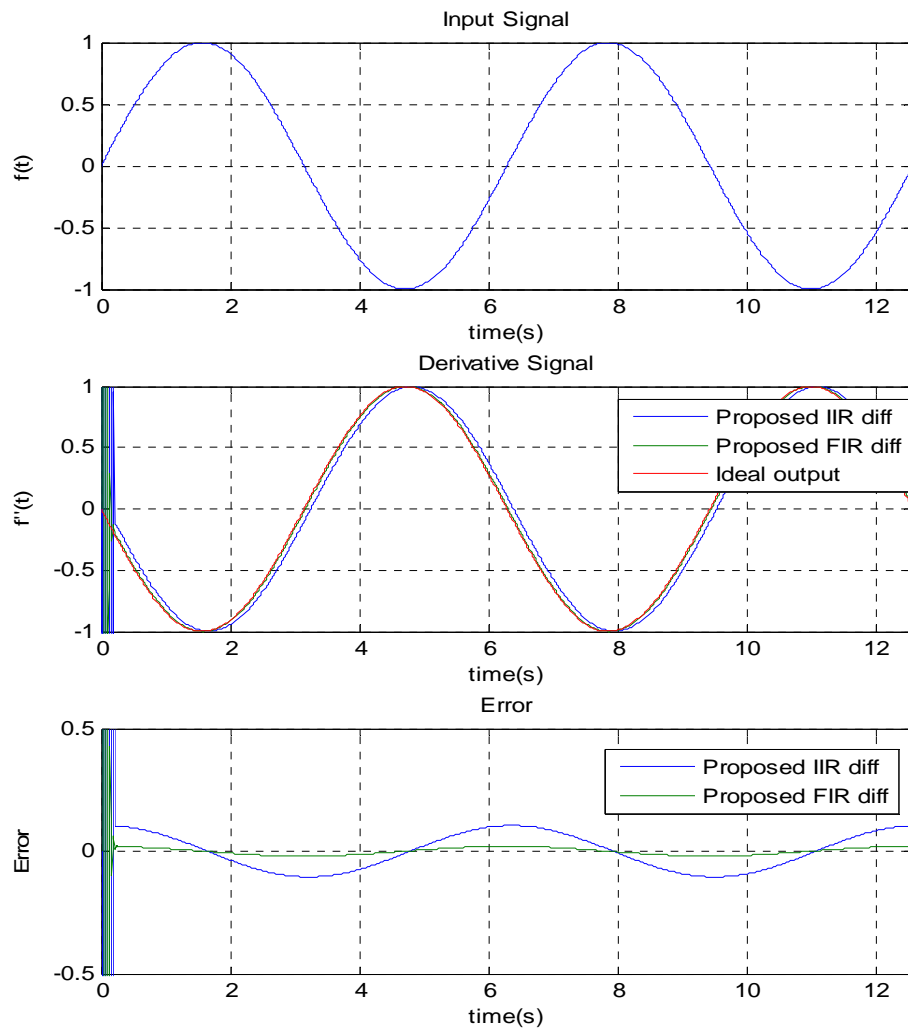 Input Signal
1
0.5
0
-0.5
-1
f(t)
0 2 4 6 8 10 12
time(s)
Derivative Signal
1
0.5
0
-0.5
-1
f''(t)
Proposed IIR diff
Proposed FIR diff
Ideal output
0 2 4 6 8 10 12
time(s)
Error
0.5
0
-0.5
Error
Proposed IIR diff
Proposed FIR diff
0 2 4 6 8 10 12
time(s)